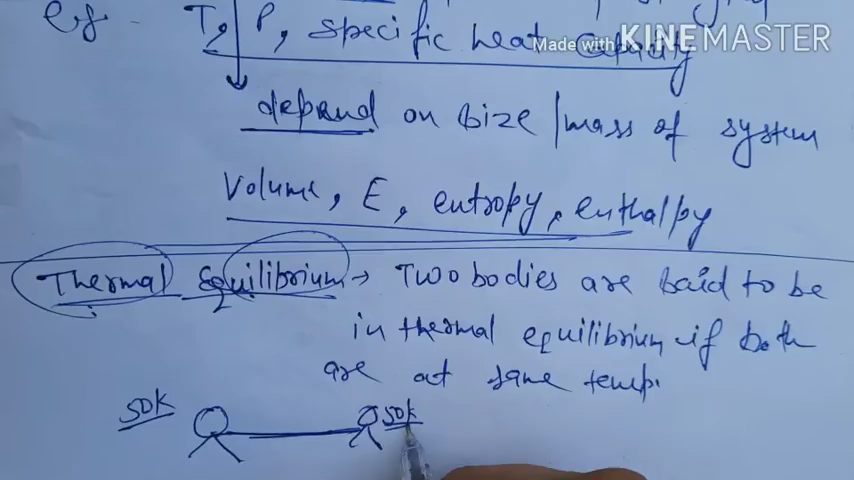 eg - T, P, specific heat capacity
Made with KINEMASTER
depend on size / mass of system
Volume, E, entropy, enthalpy
Thermal Equilibrium → Two bodies are said to be
in thermal equilibrium if both
are at same temp.
50K 50K